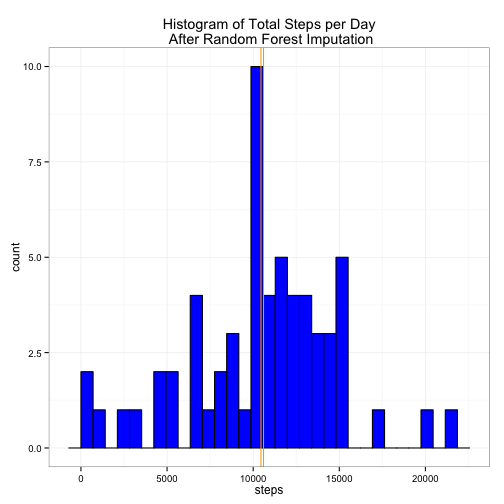 Histogram of Total Steps per Day
After Random Forest Imputation
10.0
7.5
5.0
2.5
0.0
count
0 5000 10000 15000 20000
steps